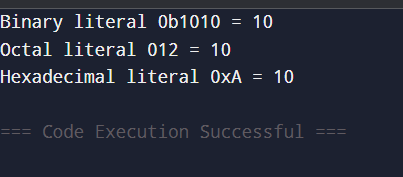 Binary literal 0b1010 = 10
Octal literal 012 = 10
Hexadecimal literal 0xA = 10
=== Code Execution Successful ===